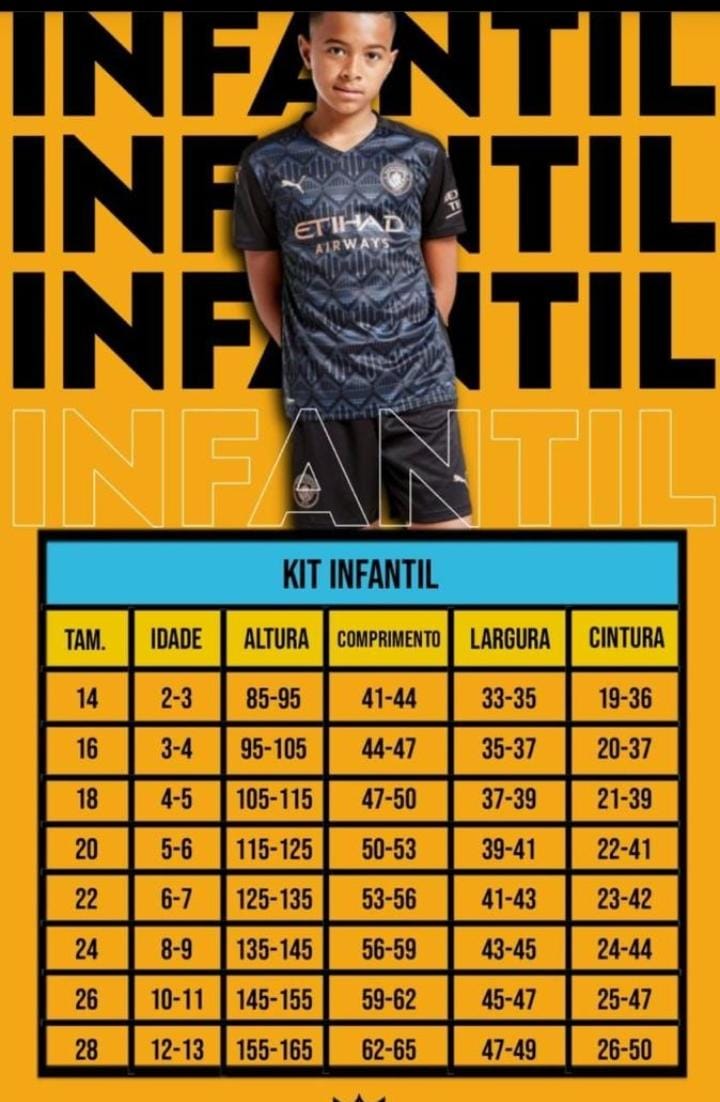 INFANTIL
INFANTIL
INFANTIL
INFANTIL
ETIHAD
AIRWAYS
KIT INFANTIL
TAM. IDADE ALTURA COMPRIMENTO LARGURA CINTURA
14 2-3 85-95 41-44 33-35 19-36
16 3-4 95-105 44-47 35-37 20-37
18 4-5 105-115 47-50 37-39 21-39
20 5-6 115-125 50-53 39-41 22-41
22 6-7 125-135 53-56 41-43 23-42
24 8-9 135-145 56-59 43-45 24-44
26 10-11 145-155 59-62 45-47 25-47
28 12-13 155-165 62-65 47-49 26-50